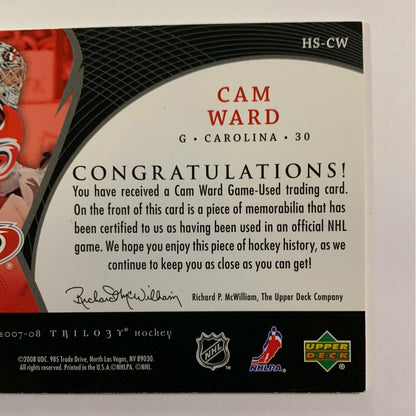 HS-CW
CAM
WARD
G • CAROLINA • 30
CONGRATULATIONS!
You have received a Cam Ward Game-Used trading card.
On the front of this card is a piece of memorabilia that has
been certified to us as having been used in an official NHL
game. We hope you enjoy this piece of hockey history, as we
continue to keep you as close as you can get!
Richard P. McWilliam Richard P. McWilliam, The Upper Deck Company
2007-08 TRILO3Y® Hockey
©2008 UDC. 985 Trade Drive, North Las Vegas, NV 89030.
All rights reserved. Printed in the U.S.A. ©NHLPA. ©NHL.
NHL
NHLPA
UPPER
DECK